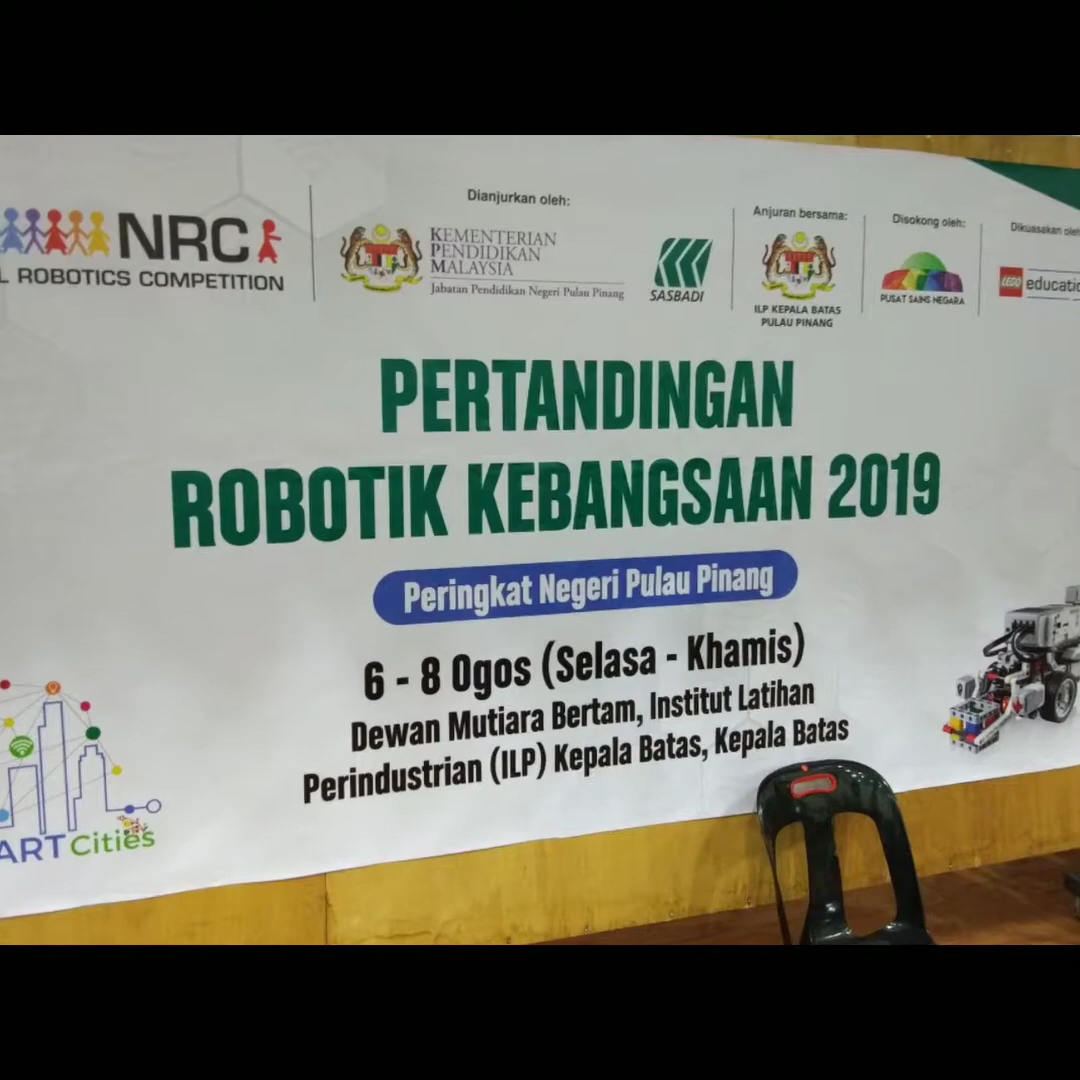 NRC
L ROBOTICS COMPETITION
Dianjurkan oleh:
KEMENTERIAN
PENDIDIKAN
MALAYSIA
Jabatan Pendidikan Negeri Pulau Pinang
SASBADI
Anjuran bersama:
ILP KEPALA BATAS
PULAU PINANG
Disokong oleh:
PUSAT SAINS NEGARA
Dikuasakan oleh
LEGO educatio
PERTANDINGAN
ROBOTIK KEBANGSAAN 2019
Peringkat Negeri Pulau Pinang
6 - 8 Ogos (Selasa - Khamis)
Dewan Mutiara Bertam, Institut Latihan
Perindustrian (ILP) Kepala Batas, Kepala Batas
ART Cities